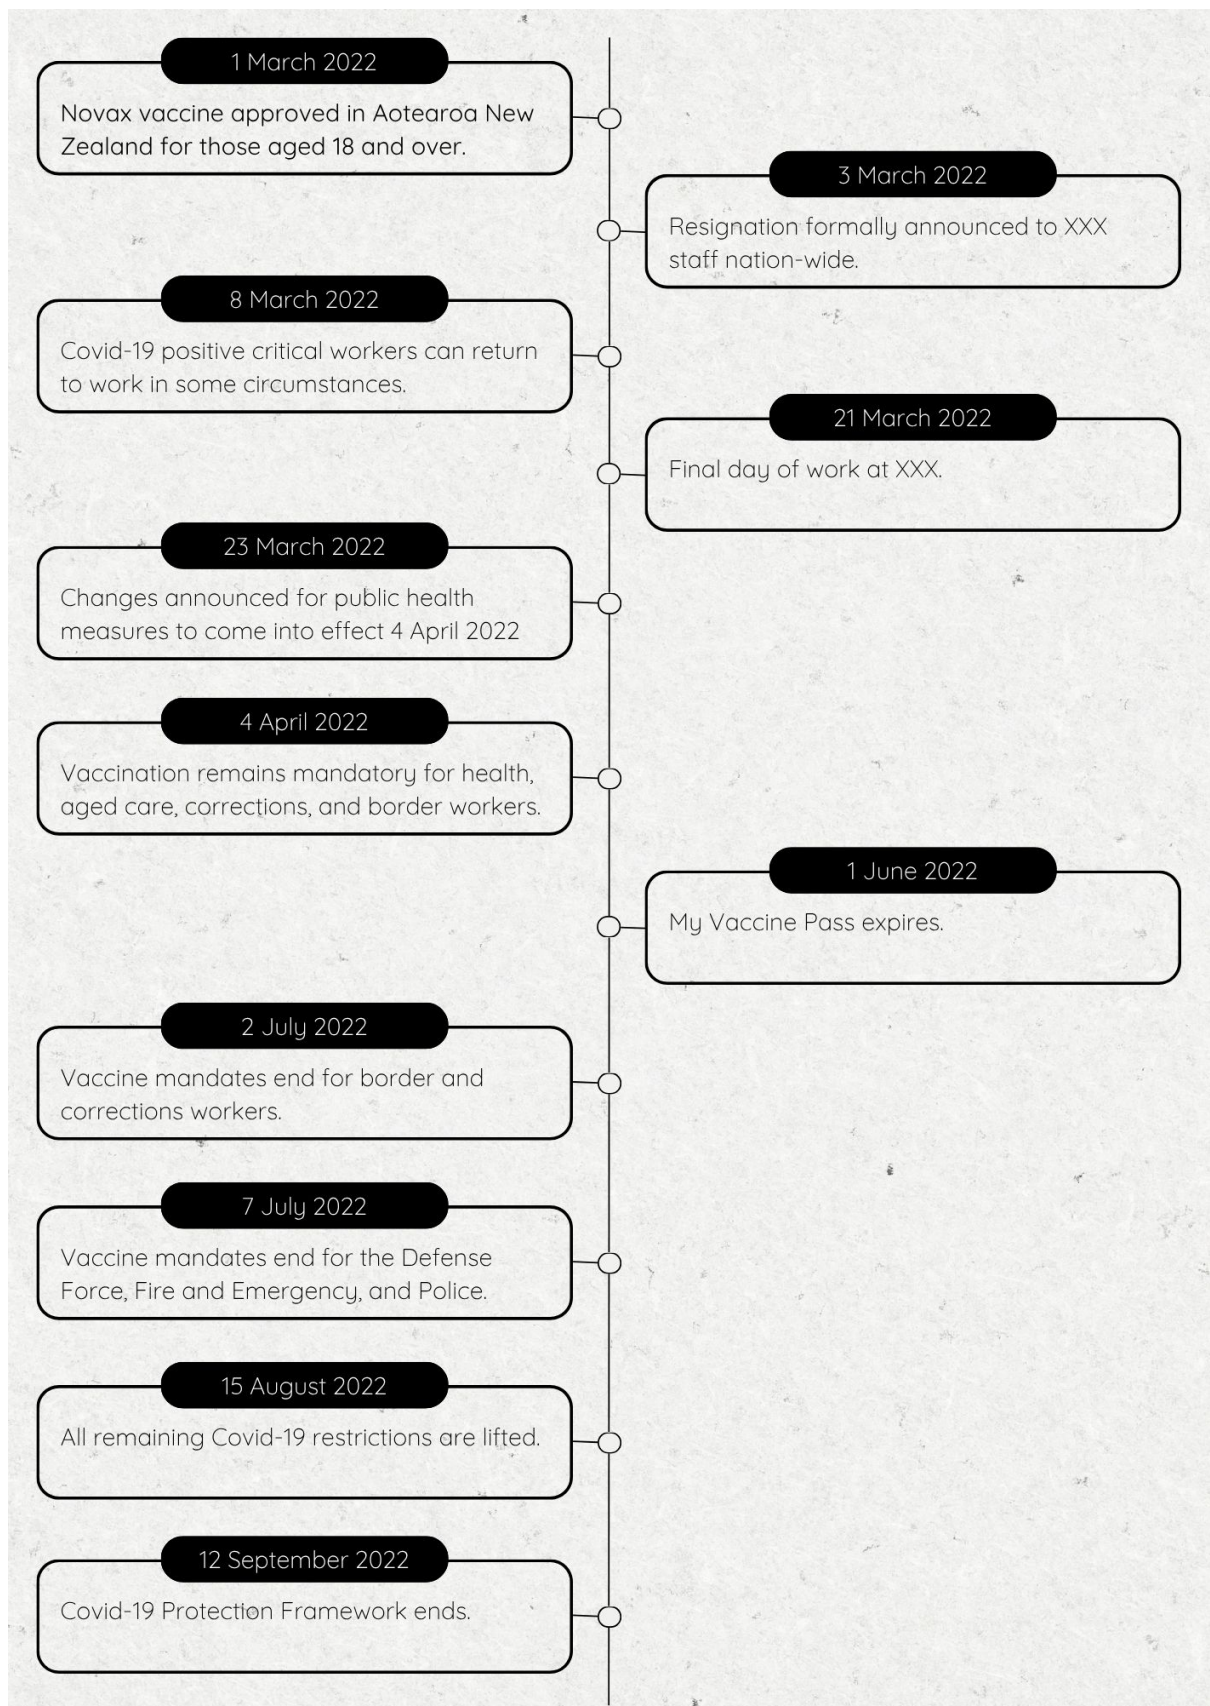 1 March 2022
Novax vaccine approved in Aotearoa New
Zealand for those aged 18 and over.
3 March 2022
Resignation formally announced to XXX
staff nation-wide.
8 March 2022
Covid-19 positive critical workers can return
to work in some circumstances.
21 March 2022
Final day of work at XXX.
23 March 2022
Changes announced for public health
measures to come into effect 4 April 2022
4 April 2022
Vaccination remains mandatory for health,
aged care, corrections, and border workers.
1 June 2022
My Vaccine Pass expires.
2 July 2022
Vaccine mandates end for border and
corrections workers.
7 July 2022
Vaccine mandates end for the Defense
Force, Fire and Emergency, and Police.
15 August 2022
All remaining Covid-19 restrictions are lifted.
12 September 2022
Covid-19 Protection Framework ends.